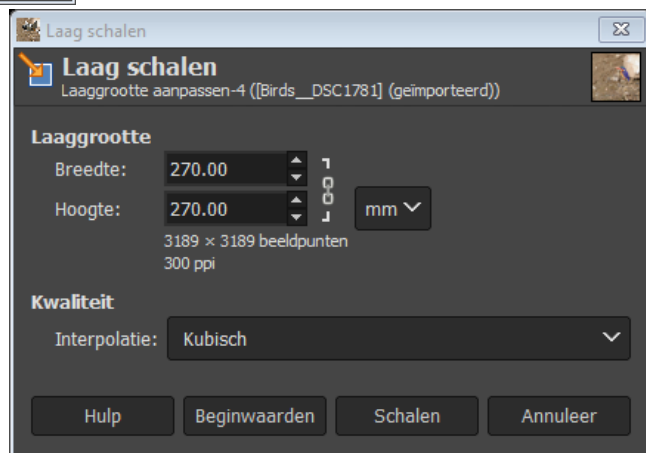 Laag schalen
Laag schalen
Laaggrootte aanpassen-4 ([Birds__DSC1781] (geïmporteerd))
Laaggrootte
Breedte: 270.00
Hoogte: 270.00 mm
3189 × 3189 beeldpunten
300 ppi
Kwaliteit
Interpolatie: Kubisch
Hulp Beginwaarden Schalen Annuleer